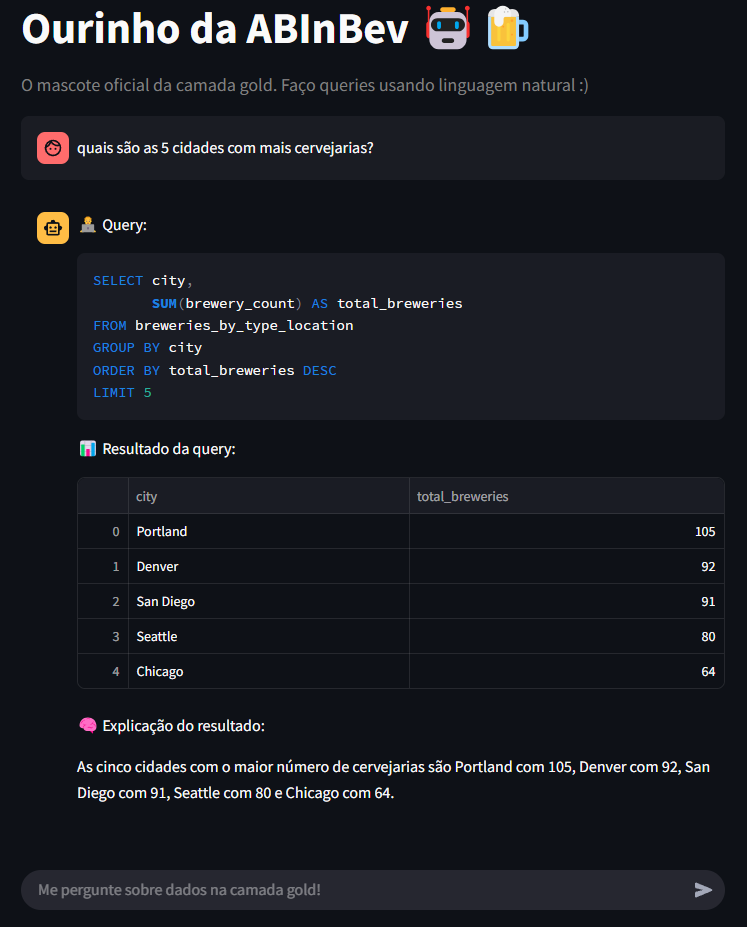 Ourinho da ABInBev 🤖 🍺
O mascote oficial da camada gold. Faço queries usando linguagem natural :)
quais são as 5 cidades com mais cervejarias?
Query:
SELECT city,
       SUM(brewery_count) AS total_breweries
FROM breweries_by_type_location
GROUP BY city
ORDER BY total_breweries DESC
LIMIT 5
Resultado da query:
city total_breweries
0 Portland 105
1 Denver 92
2 San Diego 91
3 Seattle 80
4 Chicago 64
Explicação do resultado:
As cinco cidades com o maior número de cervejarias são Portland com 105, Denver com 92, San
Diego com 91, Seattle com 80 e Chicago com 64.
Me pergunte sobre dados na camada gold!